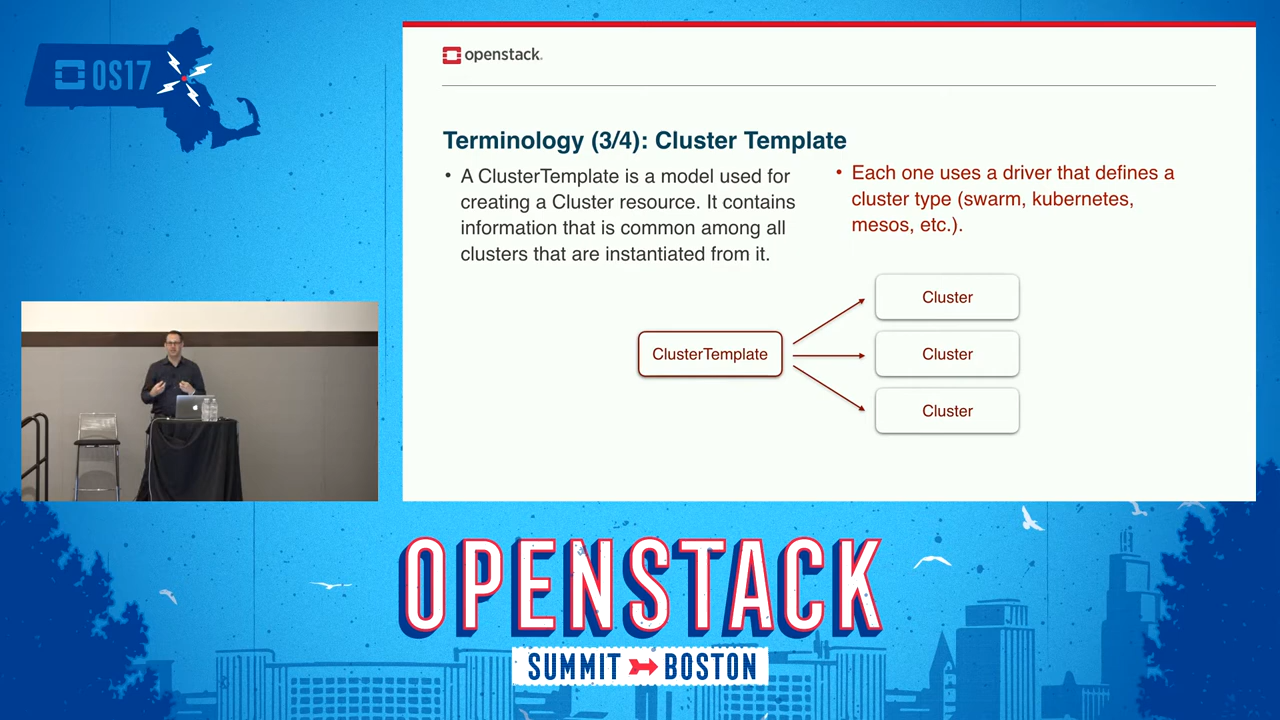 OS17
openstack.
Terminology (3/4): Cluster Template
• A ClusterTemplate is a model used for
creating a Cluster resource. It contains
information that is common among all
clusters that are instantiated from it.
• Each one uses a driver that defines a
cluster type (swarm, kubernetes,
mesos, etc.).
ClusterTemplate
Cluster
Cluster
Cluster
OPENSTACK
SUMMIT BOSTON